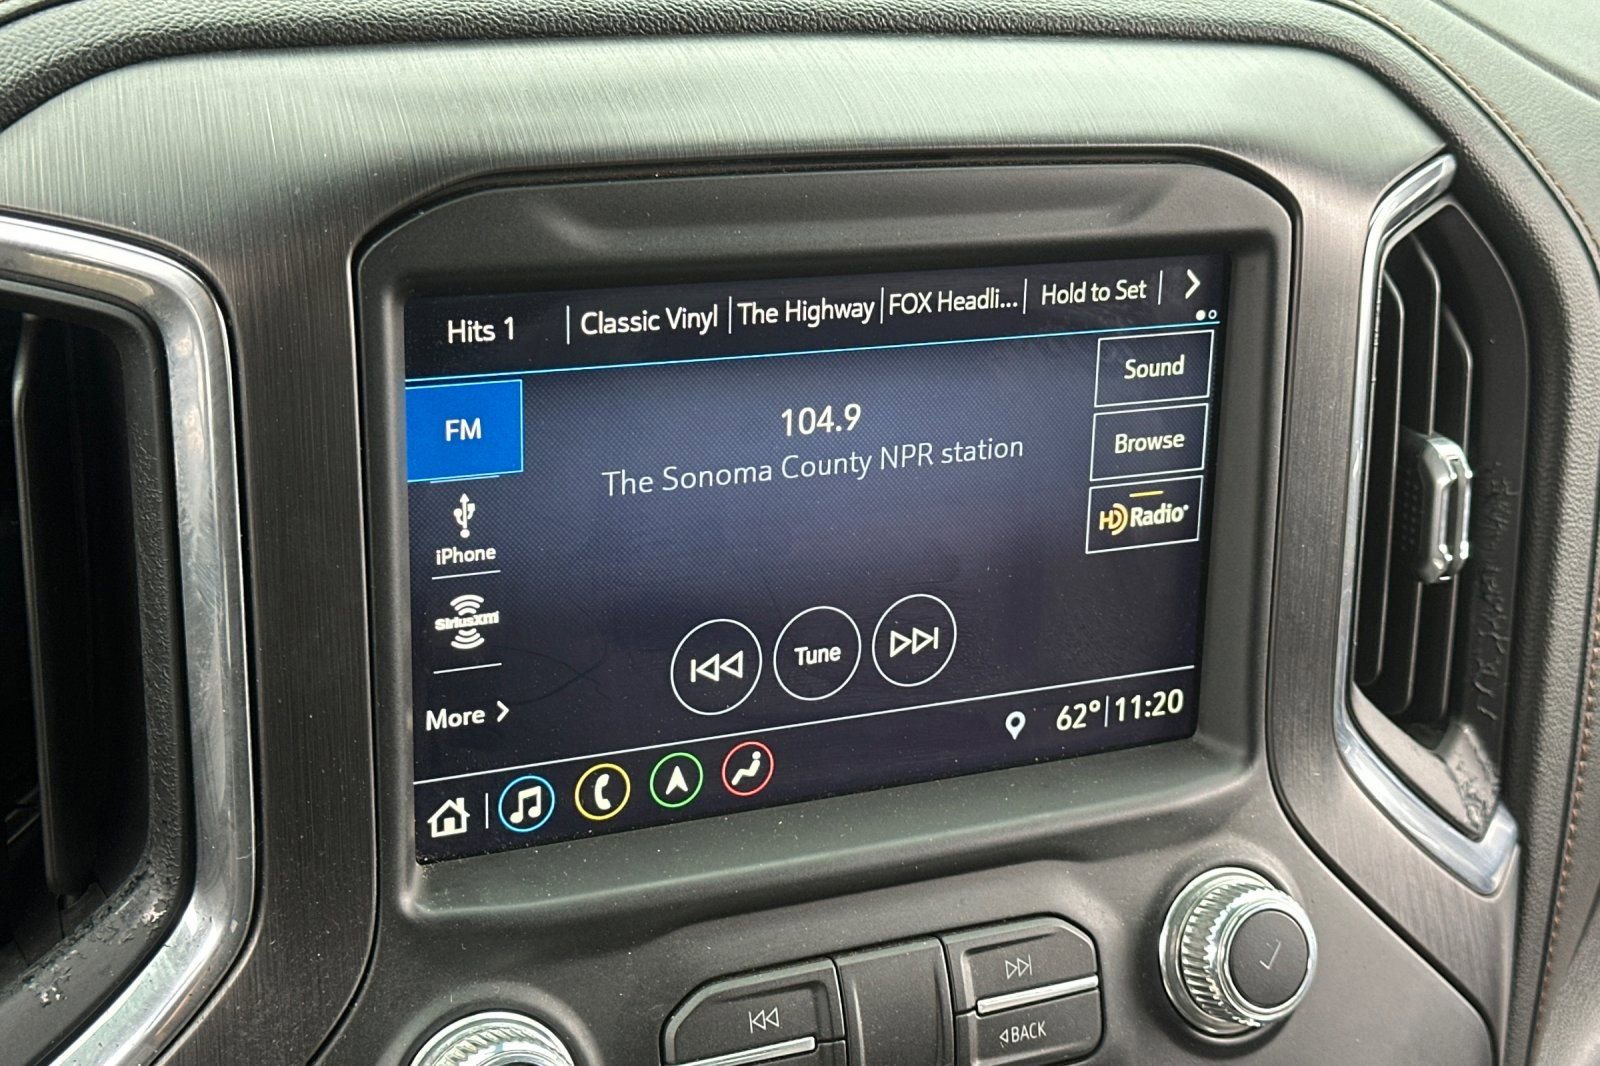 Hits 1
Classic Vinyl
The Highway
FOX Headli...
Hold to Set
FM
104.9
The Sonoma County NPR station
Sound
Browse
HD Radio
iPhone
SiriusXm
Tune
More
62° 11:20
BACK